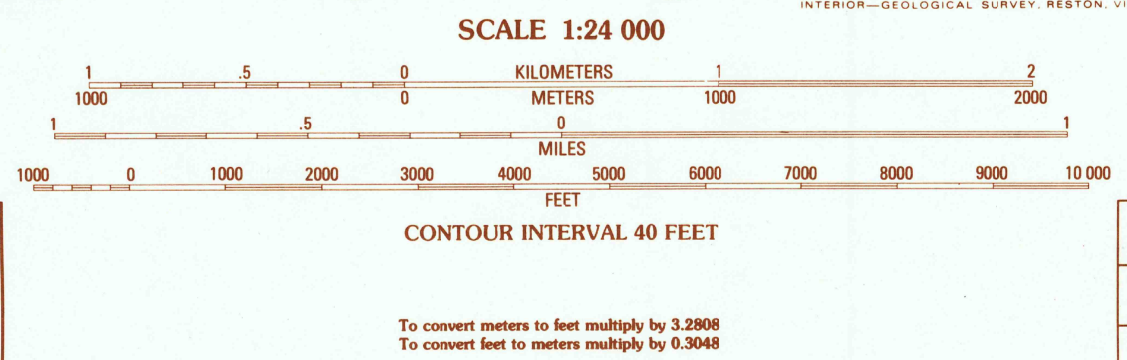 INTERIOR—GEOLOGICAL SURVEY, RESTON, VI
SCALE 1:24 000
1 .5 0 KILOMETERS 1 2
1000 0 METERS 1000 2000
1 .5 0 1
MILES
1000 0 1000 2000 3000 4000 5000 6000 7000 8000 9000 10 000
FEET
CONTOUR INTERVAL 40 FEET
To convert meters to feet multiply by 3.2808
To convert feet to meters multiply by 0.3048